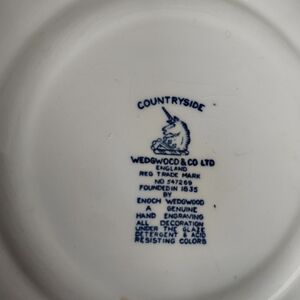 COUNTRYSIDE
WEDGWOOD & CO LTD
ENGLAND
REG TRADE MARK
NO 547269
FOUNDED IN 1835
BY
ENOCH WEDGWOOD
A GENUINE
HAND ENGRAVING
ALL DECORATION
UNDER THE GLAZE
DETERGENT & ACID
RESISTING COLORS